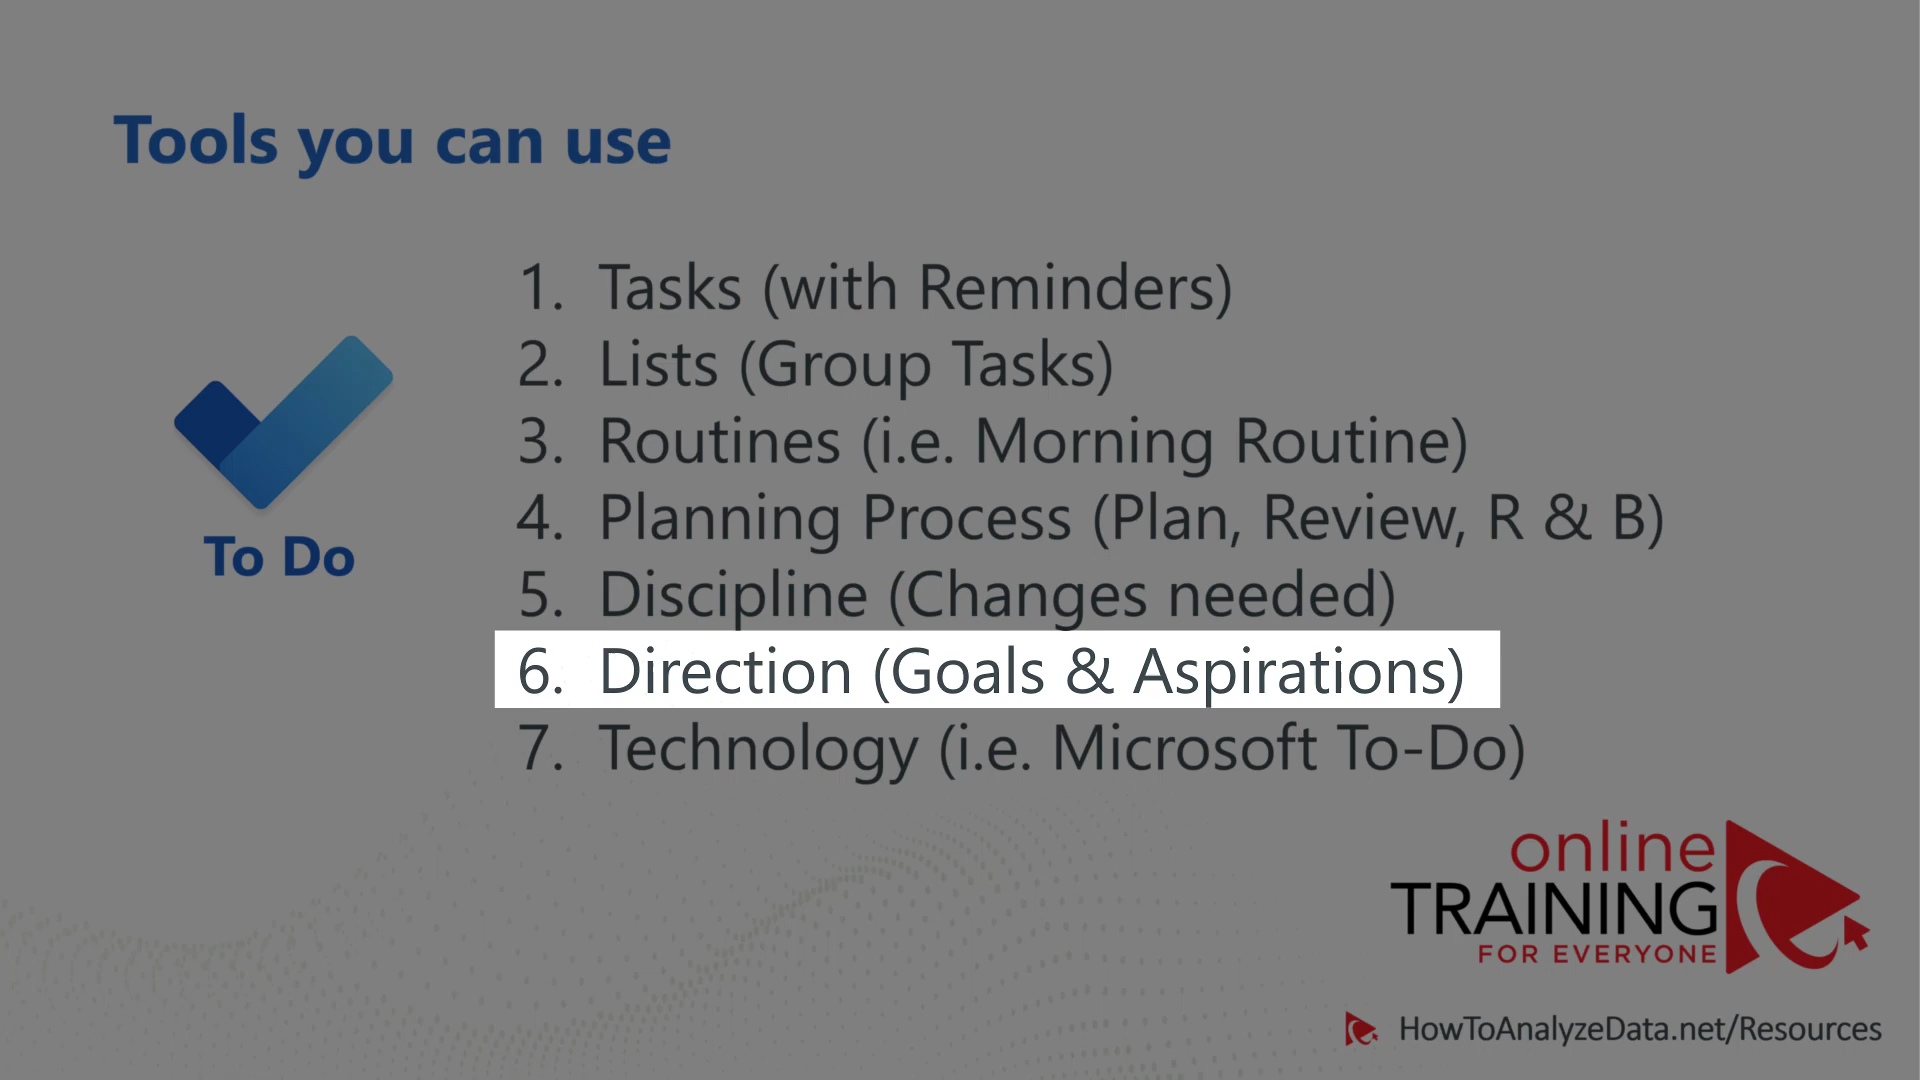 Tools you can use
1. Tasks (with Reminders)
2. Lists (Group Tasks)
3. Routines (i.e. Morning Routine)
4. Planning Process (Plan, Review, R & B)
5. Discipline (Changes needed)
6. Direction (Goals & Aspirations)
7. Technology (i.e. Microsoft To-Do)
To Do
online
TRAINING
FOR EVERYONE
HowToAnalyzeData.net/Resources